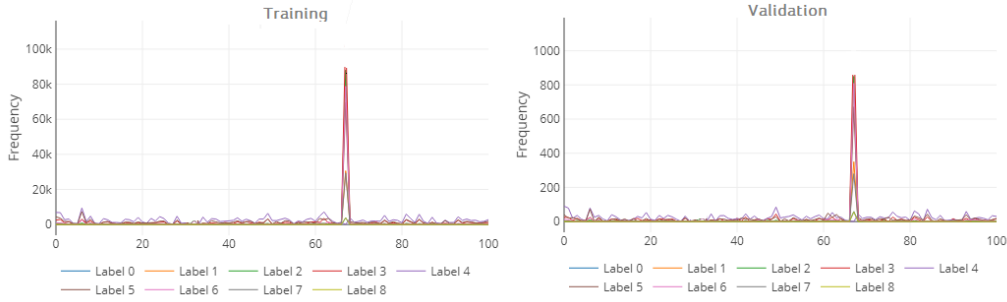 Training
Frequency
100k
80k
60k
40k
20k
0
0 20 40 60 80 100
Label 0 Label 1 Label 2 Label 3 Label 4
Label 5 Label 6 Label 7 Label 8
Validation
Frequency
1000
800
600
400
200
0
0 20 40 60 80 100
Label 0 Label 1 Label 2 Label 3 Label 4
Label 5 Label 6 Label 7 Label 8